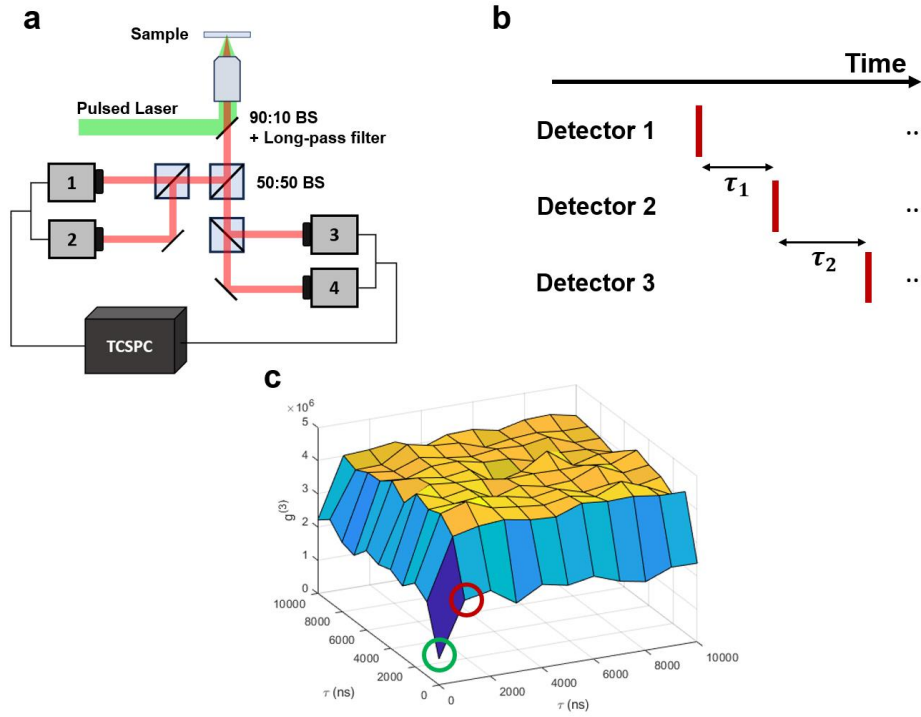 a
Sample
Pulsed Laser
90:10 BS
+ Long-pass filter
50:50 BS
1
2
3
4
TCSPC
b
Time
Detector 1
τ₁
Detector 2
τ₂
Detector 3
..
..
..
c
×10⁶
5
4
3
2
1
0
g⁽³⁾
10000
8000
6000
4000
2000
0
τ (ns)
0
2000
4000
6000
8000
10000
τ (ns)